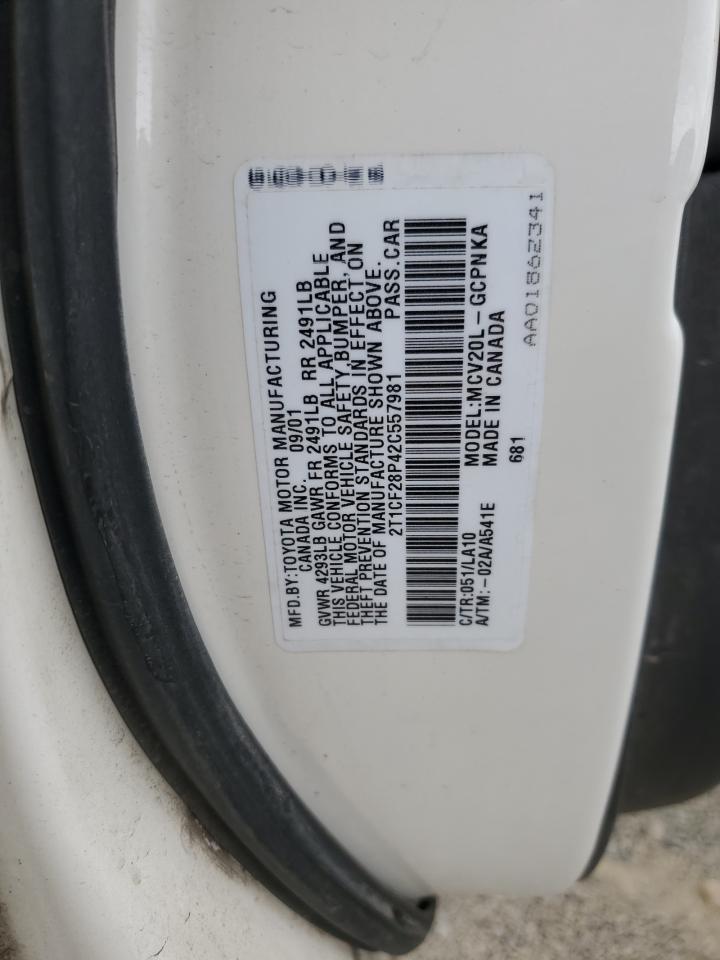 MFD.BY:TOYOTA MOTOR MANUFACTURING
CANADA INC. 09/01
GVWR 4293LB GAWR FR 2491LB RR 2491LB
THIS VEHICLE CONFORMS TO ALL APPLICABLE
FEDERAL MOTOR VEHICLE SAFETY, BUMPER, AND
THEFT PREVENTION STANDARDS IN EFFECT ON
THE DATE OF MANUFACTURE SHOWN ABOVE.
2T1CF28P42C557981 PASS.CAR
C/TR:051/LA10 MODEL:MCV20L-GCPNKA
A/TM:-02A/A541E MADE IN CANADA
681
AA01862341